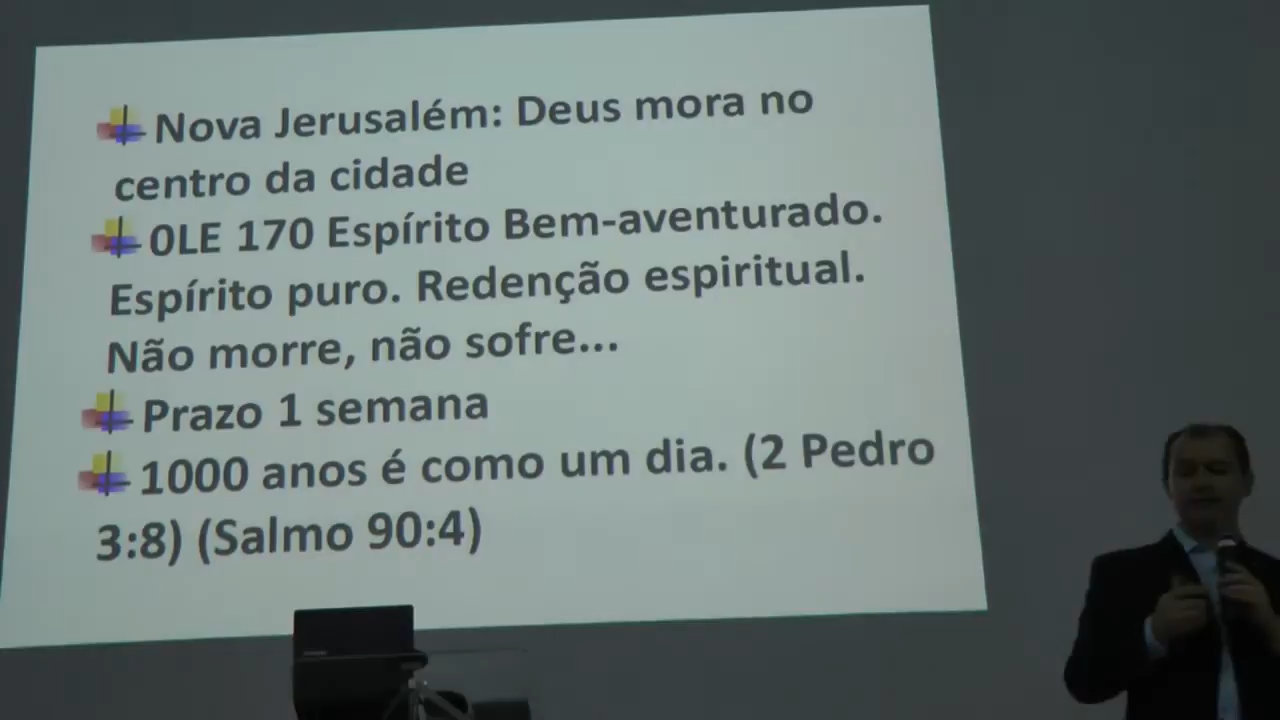 Nova Jerusalém: Deus mora no
centro da cidade
0LE 170 Espírito Bem-aventurado.
Espírito puro. Redenção espiritual.
Não morre, não sofre...
Prazo 1 semana
1000 anos é como um dia. (2 Pedro
3:8) (Salmo 90:4)